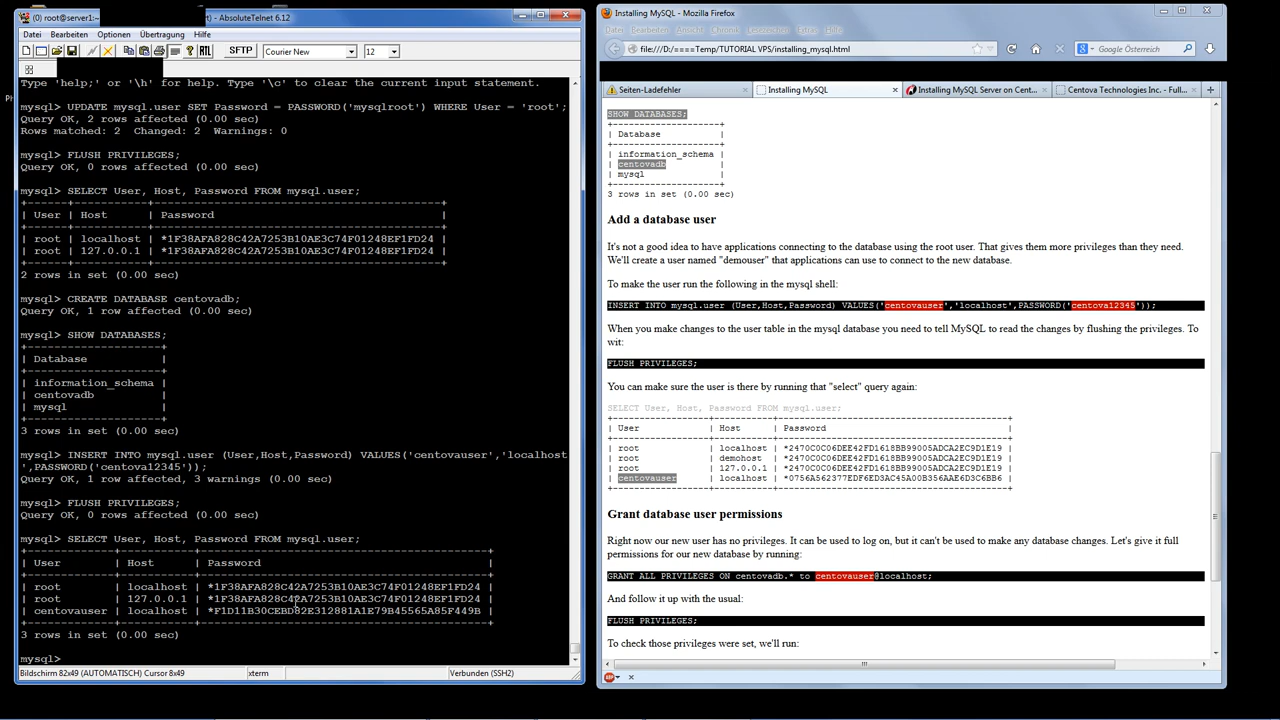 (0) root@server1:~ rt) - AbsoluteTelnet 6.12
Datei Bearbeiten Optionen Übertragung Hilfe
SFTP Courier New 12
Type 'help;' or '\h' for help. Type '\c' to clear the current input statement.
mysql> UPDATE mysql.user SET Password = PASSWORD('mysqlroot') WHERE User = 'root';
Query OK, 2 rows affected (0.00 sec)
Rows matched: 2  Changed: 2  Warnings: 0
mysql> FLUSH PRIVILEGES;
Query OK, 0 rows affected (0.00 sec)
mysql> SELECT User, Host, Password FROM mysql.user;
| User | Host | Password |
| root | localhost | *1F38AFA828C42A7253B10AE3C74F01248EF1FD24 |
| root | 127.0.0.1 | *1F38AFA828C42A7253B10AE3C74F01248EF1FD24 |
2 rows in set (0.00 sec)
mysql> CREATE DATABASE centovadb;
Query OK, 1 row affected (0.00 sec)
mysql> SHOW DATABASES;
| Database |
| information_schema |
| centovadb |
| mysql |
3 rows in set (0.00 sec)
mysql> INSERT INTO mysql.user (User,Host,Password) VALUES('centovauser','localhost'
',PASSWORD('centova12345'));
Query OK, 1 row affected, 3 warnings (0.00 sec)
mysql> FLUSH PRIVILEGES;
Query OK, 0 rows affected (0.00 sec)
mysql> SELECT User, Host, Password FROM mysql.user;
| User | Host | Password |
| root | localhost | *1F38AFA828C42A7253B10AE3C74F01248EF1FD24 |
| root | 127.0.0.1 | *1F38AFA828C42A7253B10AE3C74F01248EF1FD24 |
| centovauser | localhost | *F1D11B30CEBD82E312881A1E79B45565A85F449B |
3 rows in set (0.00 sec)
mysql>
Bildschirm 82x49 (AUTOMATISCH) Cursor 8x49 xterm Verbunden (SSH2)
Installing MySQL - Mozilla Firefox
Datei Bearbeiten Ansicht Chronik Lesezeichen Extras Hilfe
file:///D:/====Temp/TUTORIAL VPS/installing_mysql.html Google Österreich
Seiten-Ladefehler Installing MySQL Installing MySQL Server on Cent... Centova Technologies Inc. - Full...
SHOW DATABASES;
| Database |
| information_schema |
| centovadb |
| mysql |
3 rows in set (0.00 sec)
Add a database user
It's not a good idea to have applications connecting to the database using the root user. That gives them more privileges than they need.
We'll create a user named "demouser" that applications can use to connect to the new database.
To make the user run the following in the mysql shell:
INSERT INTO mysql.user (User,Host,Password) VALUES('centovauser','localhost',PASSWORD('centova12345'));
When you make changes to the user table in the mysql database you need to tell MySQL to read the changes by flushing the privileges. To
wit:
FLUSH PRIVILEGES;
You can make sure the user is there by running that "select" query again:
SELECT User, Host, Password FROM mysql.user;
| User | Host | Password |
| root | localhost | *2470C0C06DEE42FD1618BB99005ADCA2EC9D1E19 |
| root | demohost | *2470C0C06DEE42FD1618BB99005ADCA2EC9D1E19 |
| root | 127.0.0.1 | *2470C0C06DEE42FD1618BB99005ADCA2EC9D1E19 |
| centovauser | localhost | *0756A562377EDF6ED3AC45A00B356AAE6D3C6BB6 |
Grant database user permissions
Right now our new user has no privileges. It can be used to log on, but it can't be used to make any database changes. Let's give it full
permissions for our new database by running:
GRANT ALL PRIVILEGES ON centovadb.* to centovauser@localhost;
And follow it up with the usual:
FLUSH PRIVILEGES;
To check those privileges were set, we'll run: